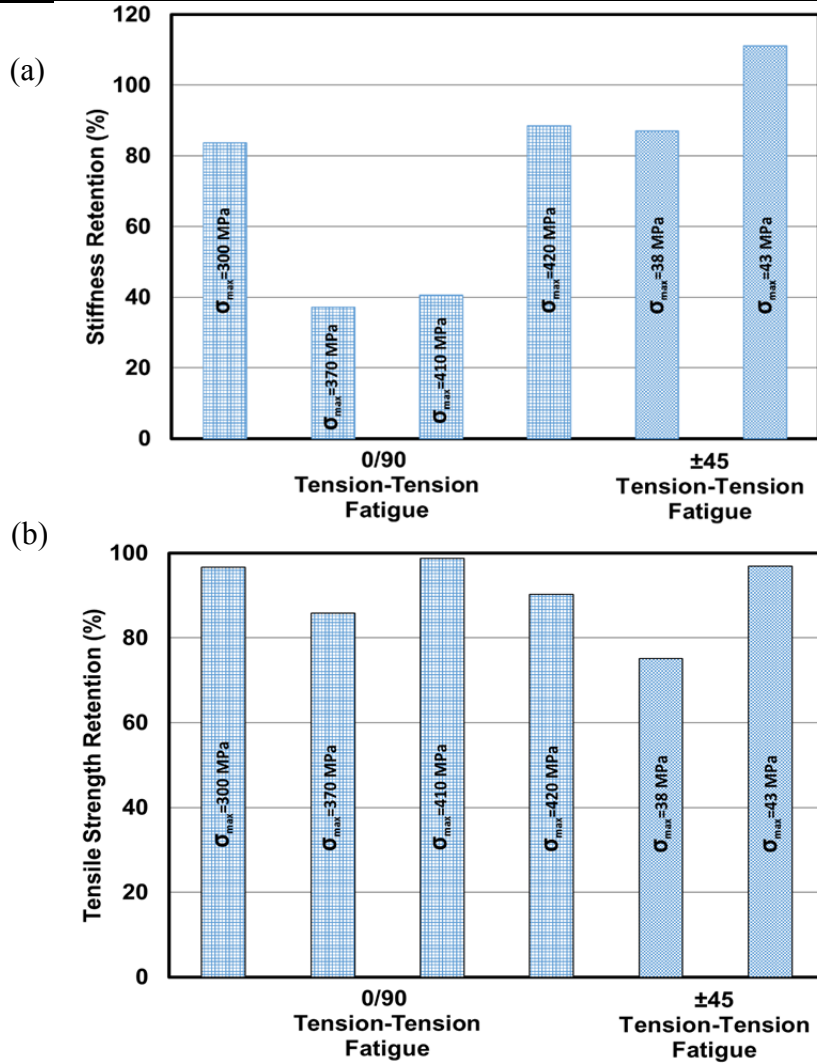 (a)
Stiffness Retention (%)
120
100
80
60
40
20
0
σmax=300 MPa
σmax=370 MPa
σmax=410 MPa
σmax=420 MPa
σmax=38 MPa
σmax=43 MPa
0/90
Tension-Tension
Fatigue
±45
Tension-Tension
Fatigue
(b)
Tensile Strength Retention (%)
100
80
60
40
20
0
σmax=300 MPa
σmax=370 MPa
σmax=410 MPa
σmax=420 MPa
σmax=38 MPa
σmax=43 MPa
0/90
Tension-Tension
Fatigue
±45
Tension-Tension
Fatigue